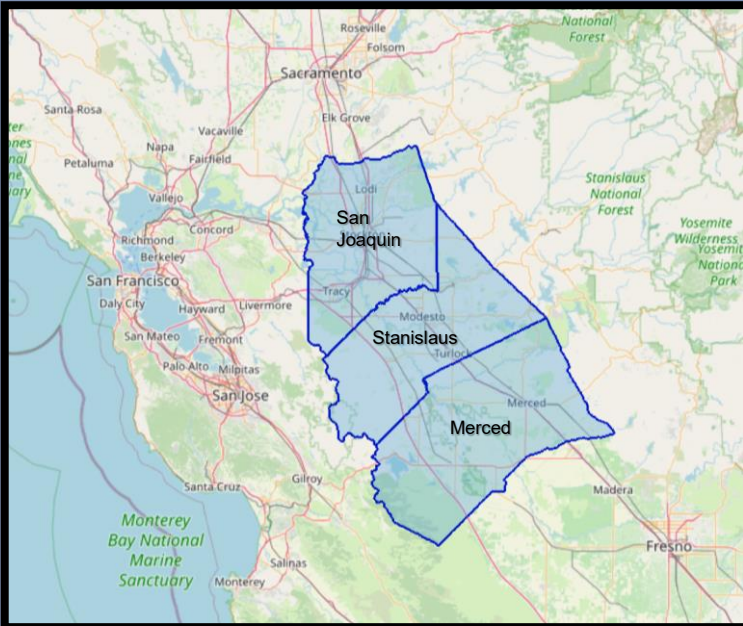 Roseville
Folsom
National
Forest
Sacramento
Santa Rosa
Elk Grove
Vacaville
Napa
Fairfield
Petaluma
Lodi
Vallejo
San
Joaquin
Stanislaus
National
Forest
Concord
Richmond
Berkeley
Yosemite
Wilderness
San Francisco
Daly City
Hayward
Livermore
Tracy
Modesto
San Mateo
Fremont
Stanislaus
Turlock
Palo Alto
Milpitas
San Jose
Merced
Merced
Gilroy
Santa Cruz
Madera
Monterey
Bay National
Marine
Sanctuary
Fresno
Salinas
Monterey